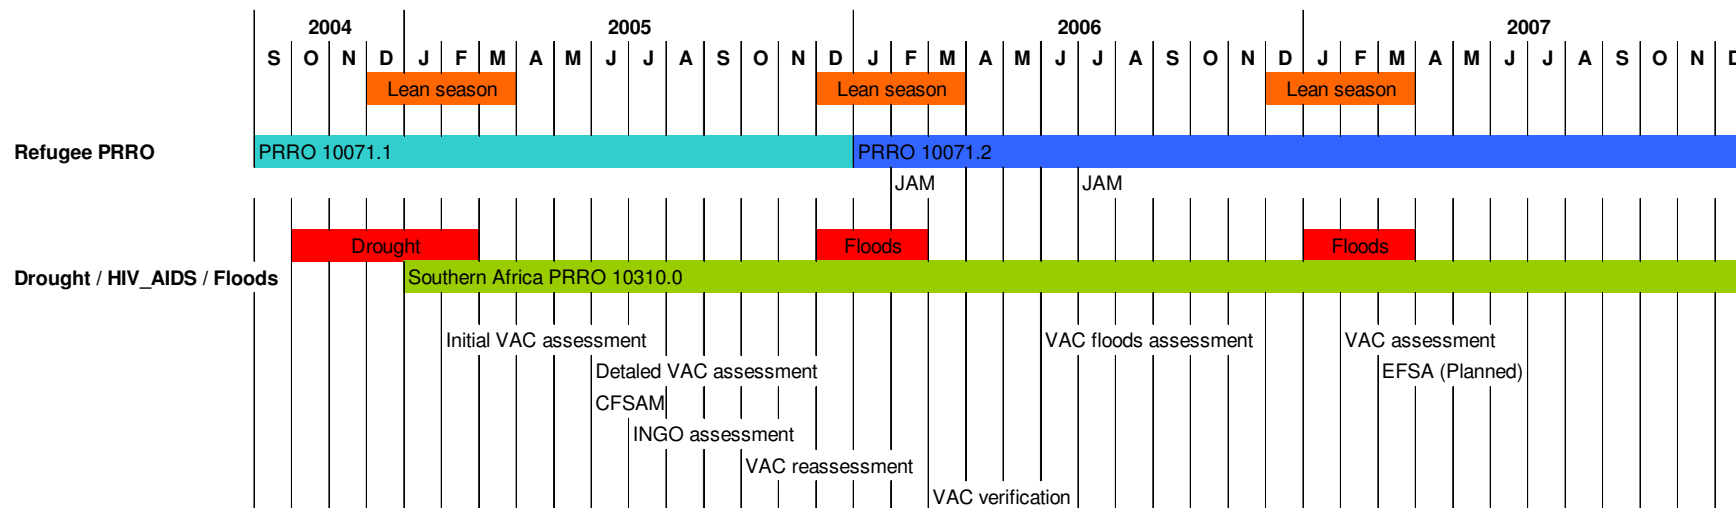 2004 2005 2006 2007
S O N D J F M A M J J A S O N D J F M A M J J A S O N D J F M A M J J A S O N D
Lean season Lean season Lean season
Refugee PRRO PRRO 10071.1 PRRO 10071.2
JAM JAM
Drought Floods Floods
Drought / HIV_AIDS / Floods Southern Africa PRRO 10310.0
Initial VAC assessment VAC floods assessment VAC assessment
Detaled VAC assessment EFSA (Planned)
CFSAM
INGO assessment
VAC reassessment
VAC verification